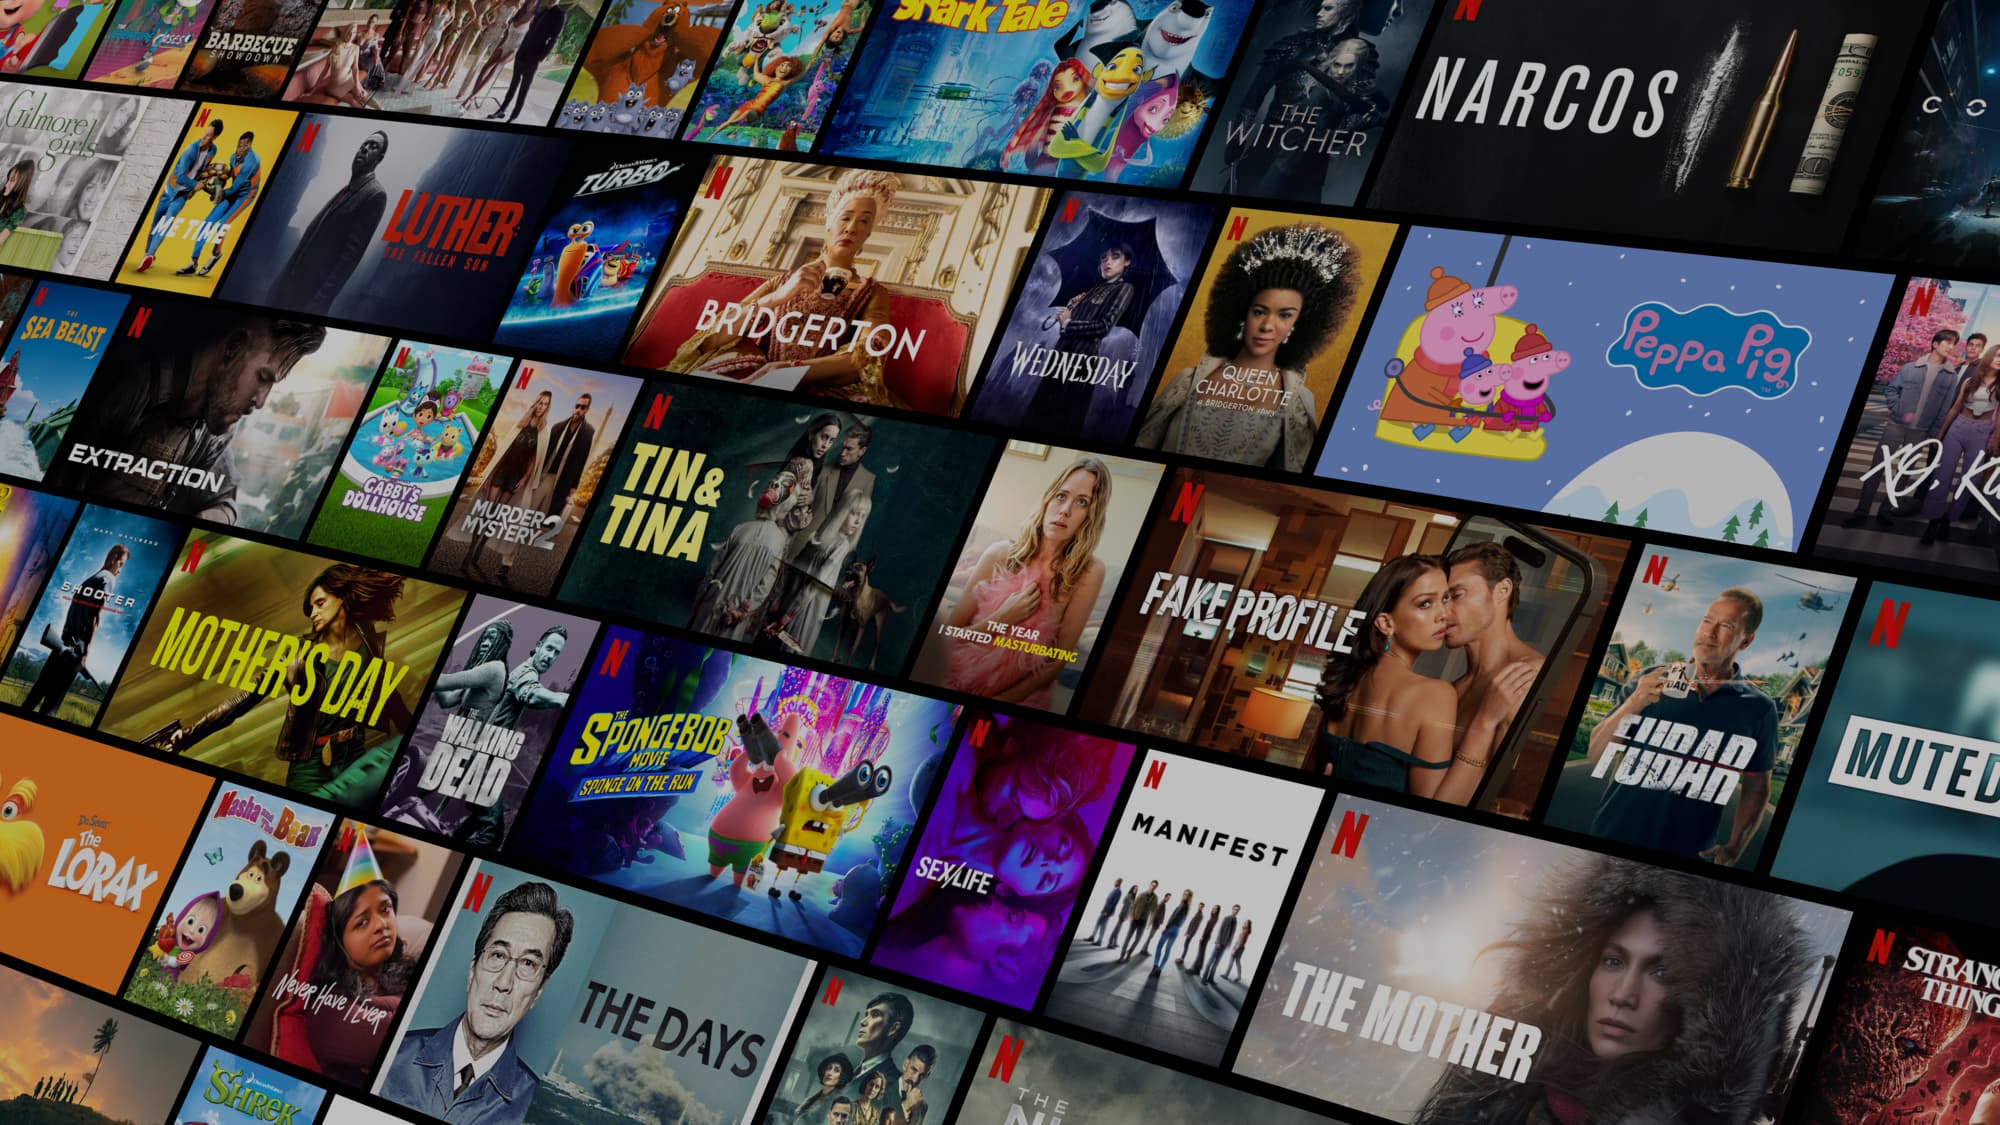 BARBECUE
SHOWDOWN
Shark Tale
THE
WITCHER
NARCOS
CO
Gilmore
girls
ME TIME
LUTHER
THE FALLEN SUN
DREAMWORKS
TURBO
BRIDGERTON
WEDNESDAY
QUEEN
CHARLOTTE
a BRIDGERTON story
Peppa Pig
XO, K
THE
SEA BEAST
EXTRACTION
GABBY'S
DOLLHOUSE
MURDER
MYSTERY 2
TIN &
TINA
THE YEAR
I STARTED MASTURBATING
FAKE PROFILE
DAD
FUBAR
MUTED
MARK WAHLBERG
SHOOTER
MOTHER'S DAY
THE
WALKING
DEAD
THE
SPONGEBOB
MOVIE
SPONGE ON THE RUN
SEX/LIFE
MANIFEST
THE MOTHER
STRANG
THING
Dr. Seuss'
The
LORAX
Masha and The Bear
Never Have I Ever
THE DAYS
THE
NI
DREAMWORKS
SHREK